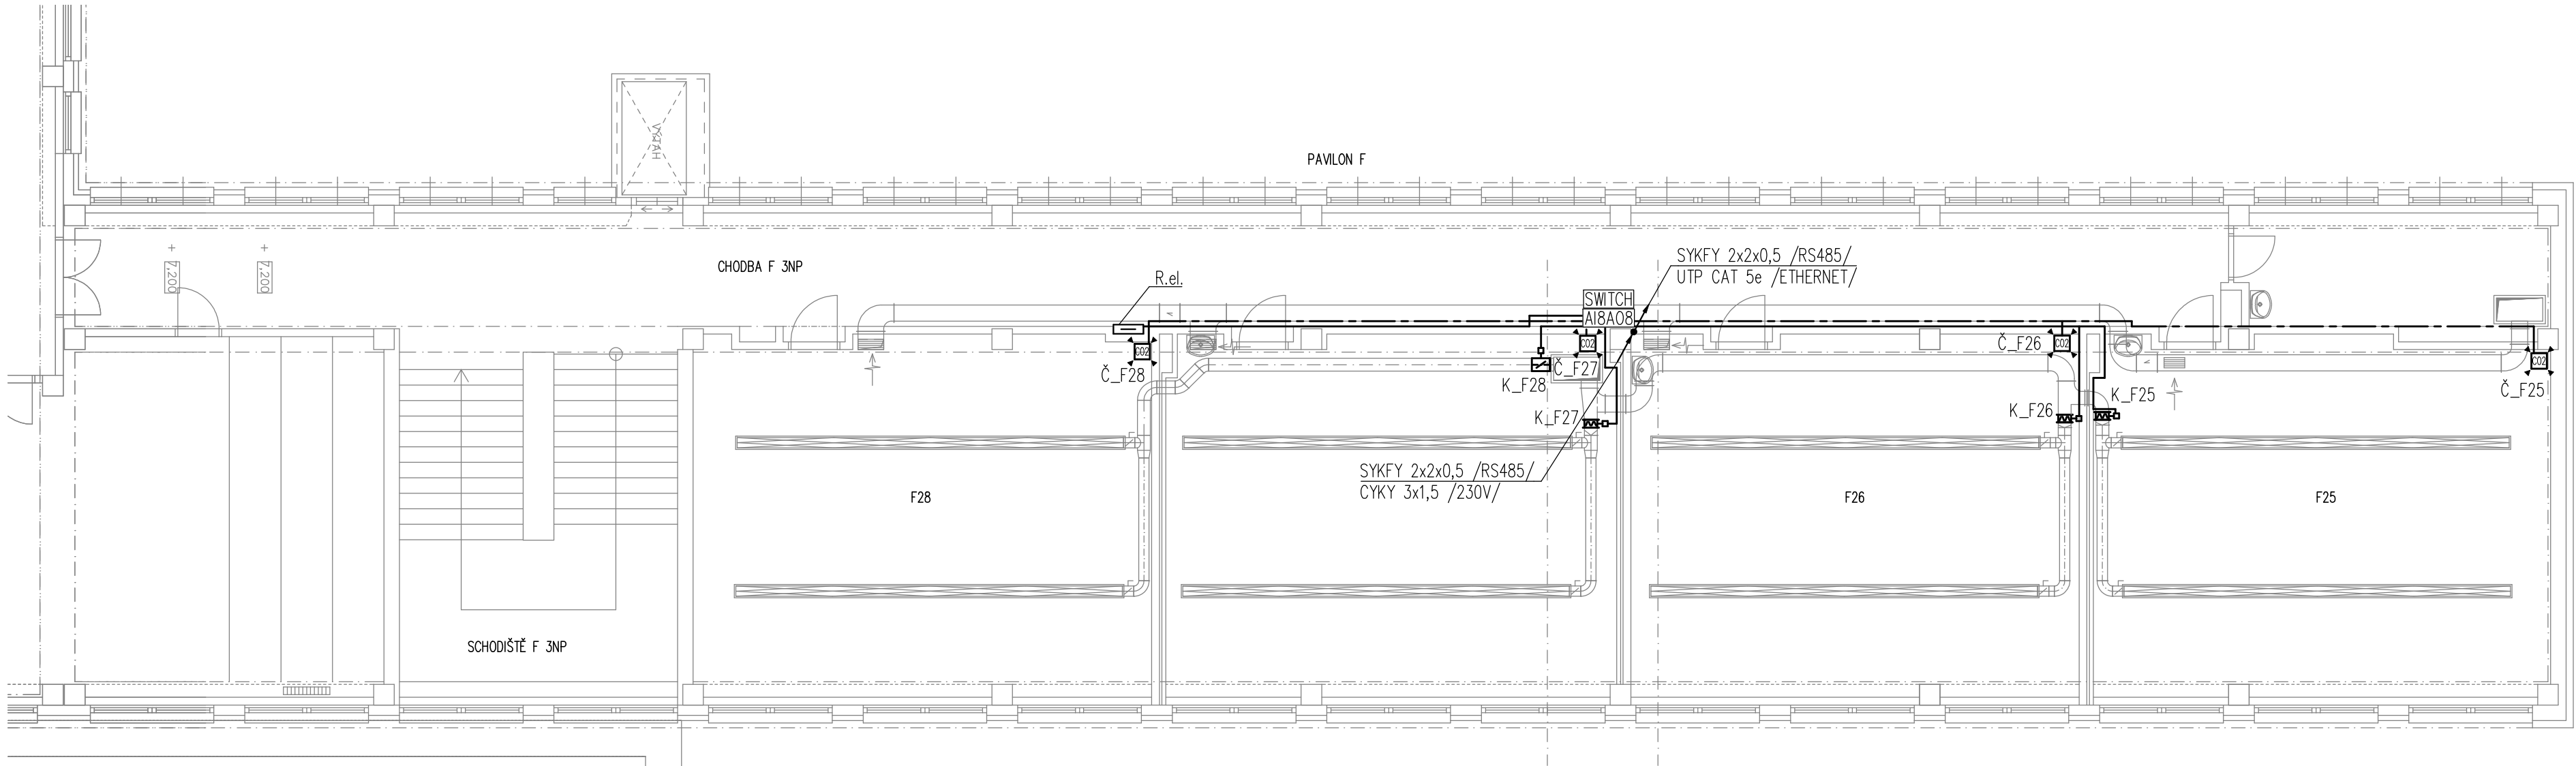 VÝTAH
PAVILON F
+
7,200
+
7,200
CHODBA F 3NP
R.el.
SYKFY 2x2x0,5 /RS485/
UTP CAT 5e /ETHERNET/
SWITCH
AI8AO8
CO2
Č_F28
K_F28
CO2
Č_F27
K_F27
CO2
Č_F26
K_F26
K_F25
CO2
Č_F25
SYKFY 2x2x0,5 /RS485/
CYKY 3x1,5 /230V/
F28
F26
F25
SCHODIŠTĚ F 3NP